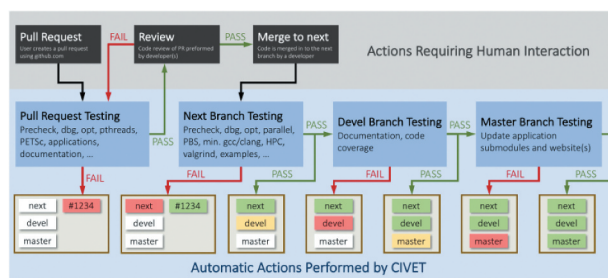 Pull Request
User creates a pull request
using github.com
FAIL
Review
Code review of PR preformed
by developer(s)
PASS
Merge to next
Code is merged in to the next
branch by a developer
Actions Requiring Human Interaction
Pull Request Testing
Precheck, dbg, opt, pthreads,
PETSc, applications,
documentation, ...
PASS
Next Branch Testing
Precheck, dbg, opt, parallel,
PBS, min. gcc/clang, HPC,
valgrind, examples, ...
PASS
Devel Branch Testing
Documentation, code
coverage
PASS
Master Branch Testing
Update application
submodules and website(s)
PASS
FAIL
FAIL
FAIL
FAIL
next
#1234
devel
master
next
#1234
devel
master
next
devel
master
next
devel
master
next
devel
master
next
devel
master
next
devel
master
Automatic Actions Performed by CIVET